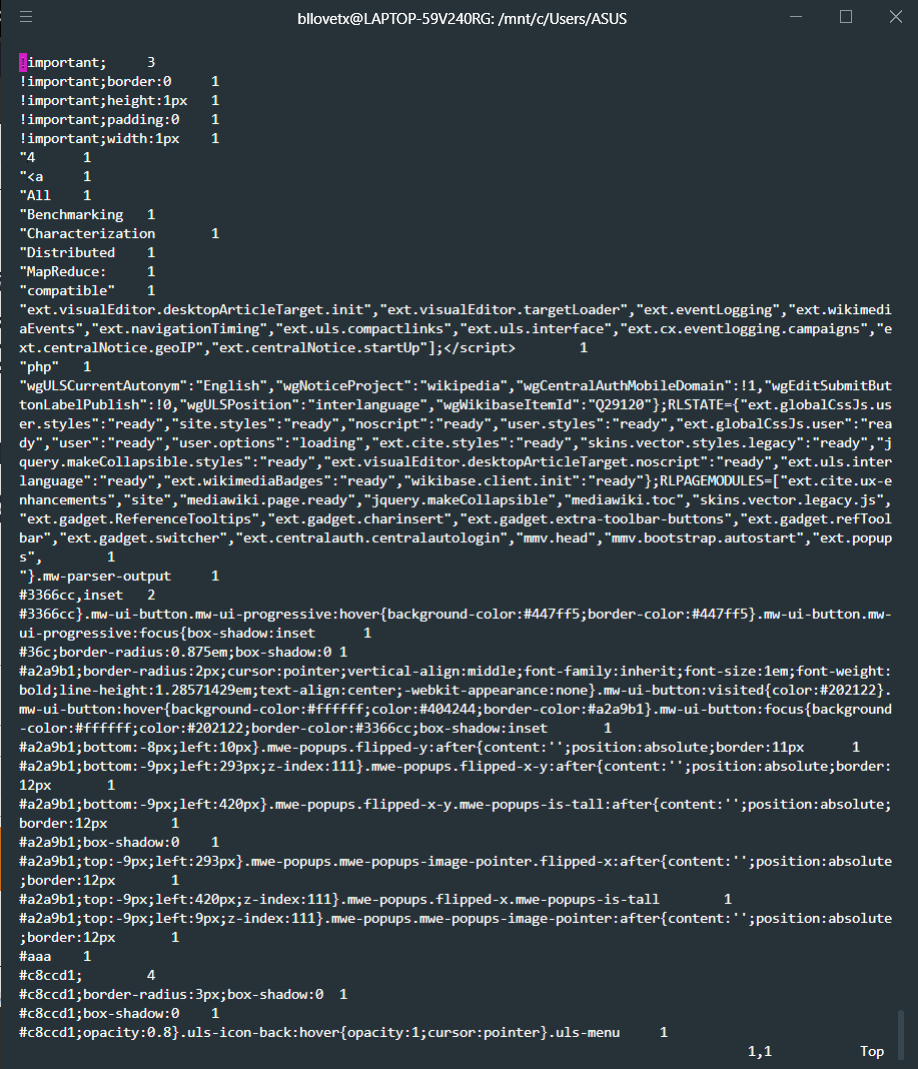 bllovetx@LAPTOP-59V240RG: /mnt/c/Users/ASUS
!important; 3
!important;border:0 1
!important;height:1px 1
!important;padding:0 1
!important;width:1px 1
"4 1
"<a 1
"All 1
"Benchmarking 1
"Characterization 1
"Distributed 1
"MapReduce: 1
"compatible" 1
"ext.visualEditor.desktopArticleTarget.init","ext.visualEditor.targetLoader","ext.eventLogging","ext.wikimedi
aEvents","ext.navigationTiming","ext.uls.compactlinks","ext.uls.interface","ext.cx.eventlogging.campaigns","e
xt.centralNotice.geoIP","ext.centralNotice.startUp"];</script> 1
"php" 1
"wgULSCurrentAutonym":"English","wgNoticeProject":"wikipedia","wgCentralAuthMobileDomain":!1,"wgEditSubmitBut
tonLabelPublish":!0,"wgULSPosition":"interlanguage","wgWikibaseItemId":"Q29120"};RLSTATE={"ext.globalCssJs.us
er.styles":"ready","site.styles":"ready","noscript":"ready","user.styles":"ready","ext.globalCssJs.user":"rea
dy","user":"ready","user.options":"loading","ext.cite.styles":"ready","skins.vector.styles.legacy":"ready","j
query.makeCollapsible.styles":"ready","ext.visualEditor.desktopArticleTarget.noscript":"ready","ext.uls.inter
language":"ready","ext.wikimediaBadges":"ready","wikibase.client.init":"ready"};RLPAGEMODULES=["ext.cite.ux-e
nhancements","site","mediawiki.page.ready","jquery.makeCollapsible","mediawiki.toc","skins.vector.legacy.js",
"ext.gadget.ReferenceTooltips","ext.gadget.charinsert","ext.gadget.extra-toolbar-buttons","ext.gadget.refTool
bar","ext.gadget.switcher","ext.centralauth.centralautologin","mmv.head","mmv.bootstrap.autostart","ext.popup
s", 1
"}.mw-parser-output 1
#3366cc,inset 2
#3366cc}.mw-ui-button.mw-ui-progressive:hover{background-color:#447ff5;border-color:#447ff5}.mw-ui-button.mw-
ui-progressive:focus{box-shadow:inset 1
#36c;border-radius:0.875em;box-shadow:0 1
#a2a9b1;border-radius:2px;cursor:pointer;vertical-align:middle;font-family:inherit;font-size:1em;font-weight:
bold;line-height:1.28571429em;text-align:center;-webkit-appearance:none}.mw-ui-button:visited{color:#202122}.
mw-ui-button:hover{background-color:#ffffff;color:#404244;border-color:#a2a9b1}.mw-ui-button:focus{background
-color:#ffffff;color:#202122;border-color:#3366cc;box-shadow:inset 1
#a2a9b1;bottom:-8px;left:10px}.mwe-popups.flipped-y:after{content:'';position:absolute;border:11px 1
#a2a9b1;bottom:-9px;left:293px;z-index:111}.mwe-popups.flipped-x-y:after{content:'';position:absolute;border:
12px 1
#a2a9b1;bottom:-9px;left:420px}.mwe-popups.flipped-x-y.mwe-popups-is-tall:after{content:'';position:absolute;
border:12px 1
#a2a9b1;box-shadow:0 1
#a2a9b1;top:-9px;left:293px}.mwe-popups.mwe-popups-image-pointer.flipped-x:after{content:'';position:absolute
;border:12px 1
#a2a9b1;top:-9px;left:420px;z-index:111}.mwe-popups.flipped-x.mwe-popups-is-tall 1
#a2a9b1;top:-9px;left:9px;z-index:111}.mwe-popups.mwe-popups-image-pointer:after{content:'';position:absolute
;border:12px 1
#aaa 1
#c8ccd1; 4
#c8ccd1;border-radius:3px;box-shadow:0 1
#c8ccd1;box-shadow:0 1
#c8ccd1;opacity:0.8}.uls-icon-back:hover{opacity:1;cursor:pointer}.uls-menu 1
1,1 Top